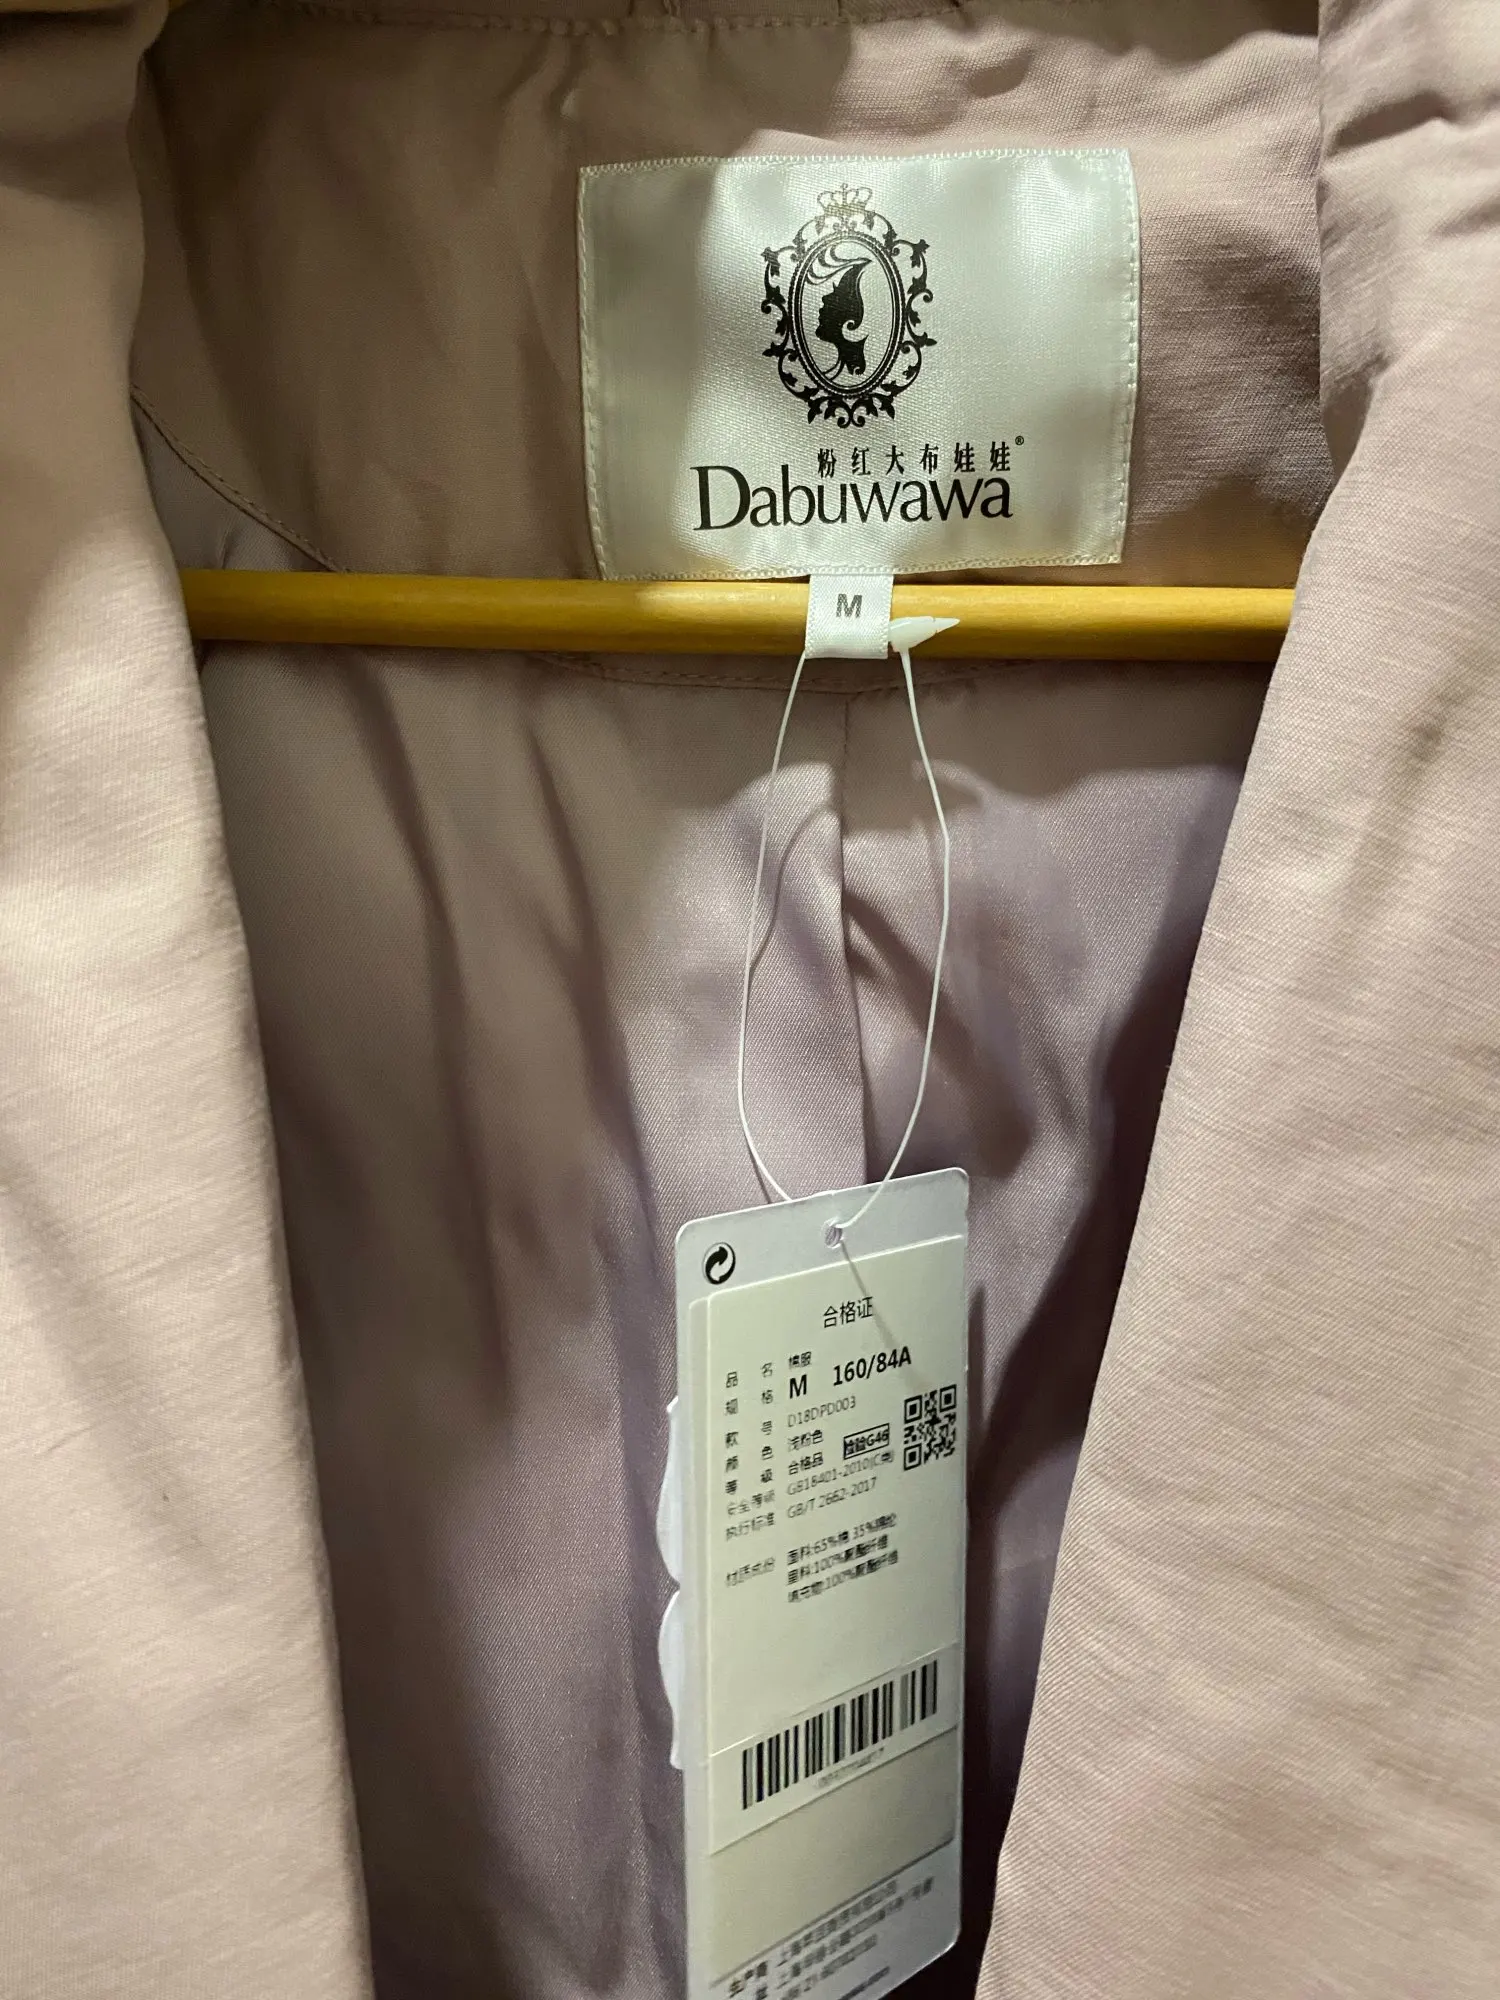 粉红大布娃娃®
Dabuwawa
M
合格证
品 名 棉服
规 格 M 160/84A
款 号 D18DPD003
颜 色 浅粉色
等 级 合格品 检验G46
安全等级 GB18401-2010(C类)
执行标准 GB/T 2662-2017
材质成份 面料:65%棉 35%锦纶
里料:100%聚酯纤维
填充物:100%聚酯纤维
生产商